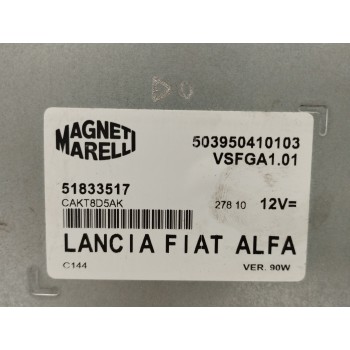 MAGNETI MARELLI
503950410103
VSFGA1.01
51833517
CAKT8D5AK
278 10 12V=
LANCIA FIAT ALFA
C144 VER. 90W